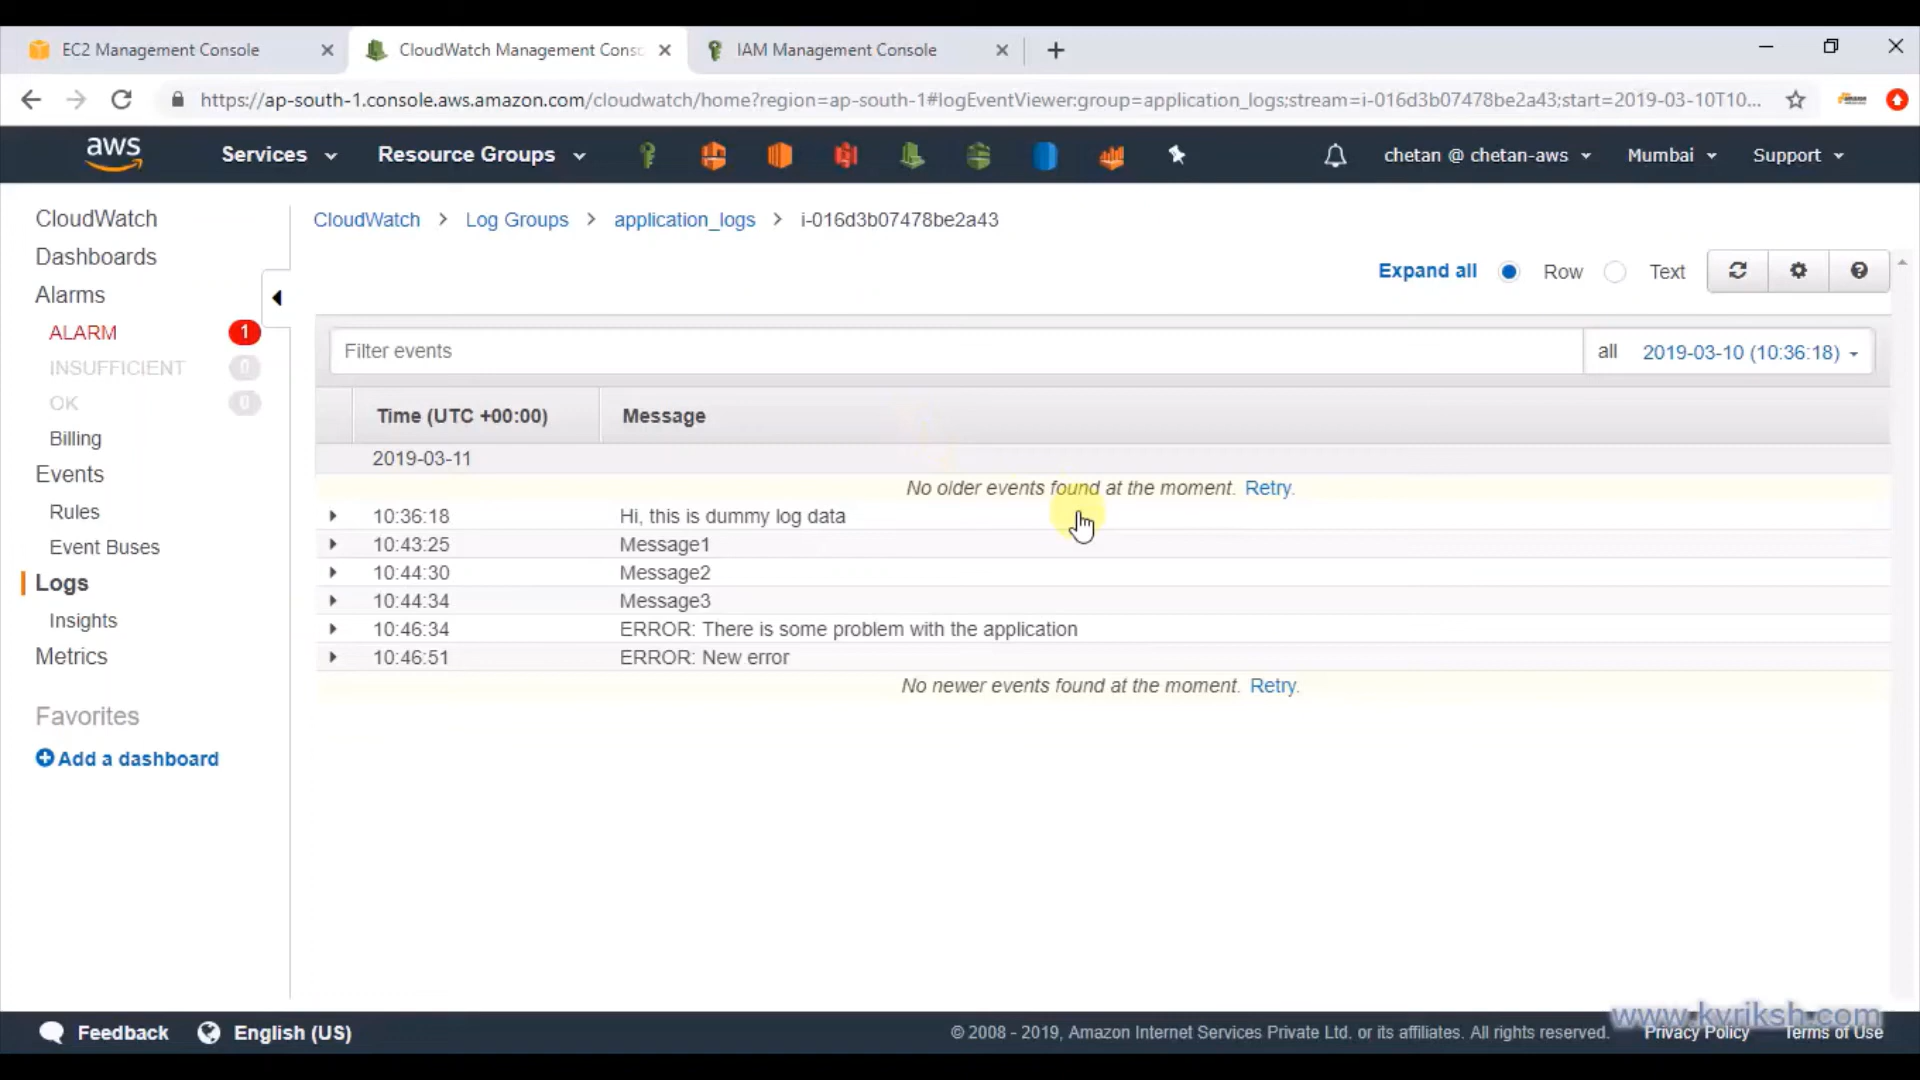 EC2 Management Console
CloudWatch Management Conso
IAM Management Console
https://ap-south-1.console.aws.amazon.com/cloudwatch/home?region=ap-south-1#logEventViewer:group=application_logs;stream=i-016d3b07478be2a43;start=2019-03-10T10...
aws
Services
Resource Groups
chetan @ chetan-aws
Mumbai
Support
CloudWatch
Dashboards
Alarms
ALARM 1
INSUFFICIENT 0
OK 0
Billing
Events
Rules
Event Buses
Logs
Insights
Metrics
Favorites
Add a dashboard
CloudWatch > Log Groups > application_logs > i-016d3b07478be2a43
Expand all Row Text
Filter events
all 2019-03-10 (10:36:18)
Time (UTC +00:00) Message
2019-03-11
No older events found at the moment. Retry.
10:36:18 Hi, this is dummy log data
10:43:25 Message1
10:44:30 Message2
10:44:34 Message3
10:46:34 ERROR: There is some problem with the application
10:46:51 ERROR: New error
No newer events found at the moment. Retry.
www.kvriksh.com
Feedback English (US)
© 2008 - 2019, Amazon Internet Services Private Ltd. or its affiliates. All rights reserved. Privacy Policy Terms of Use